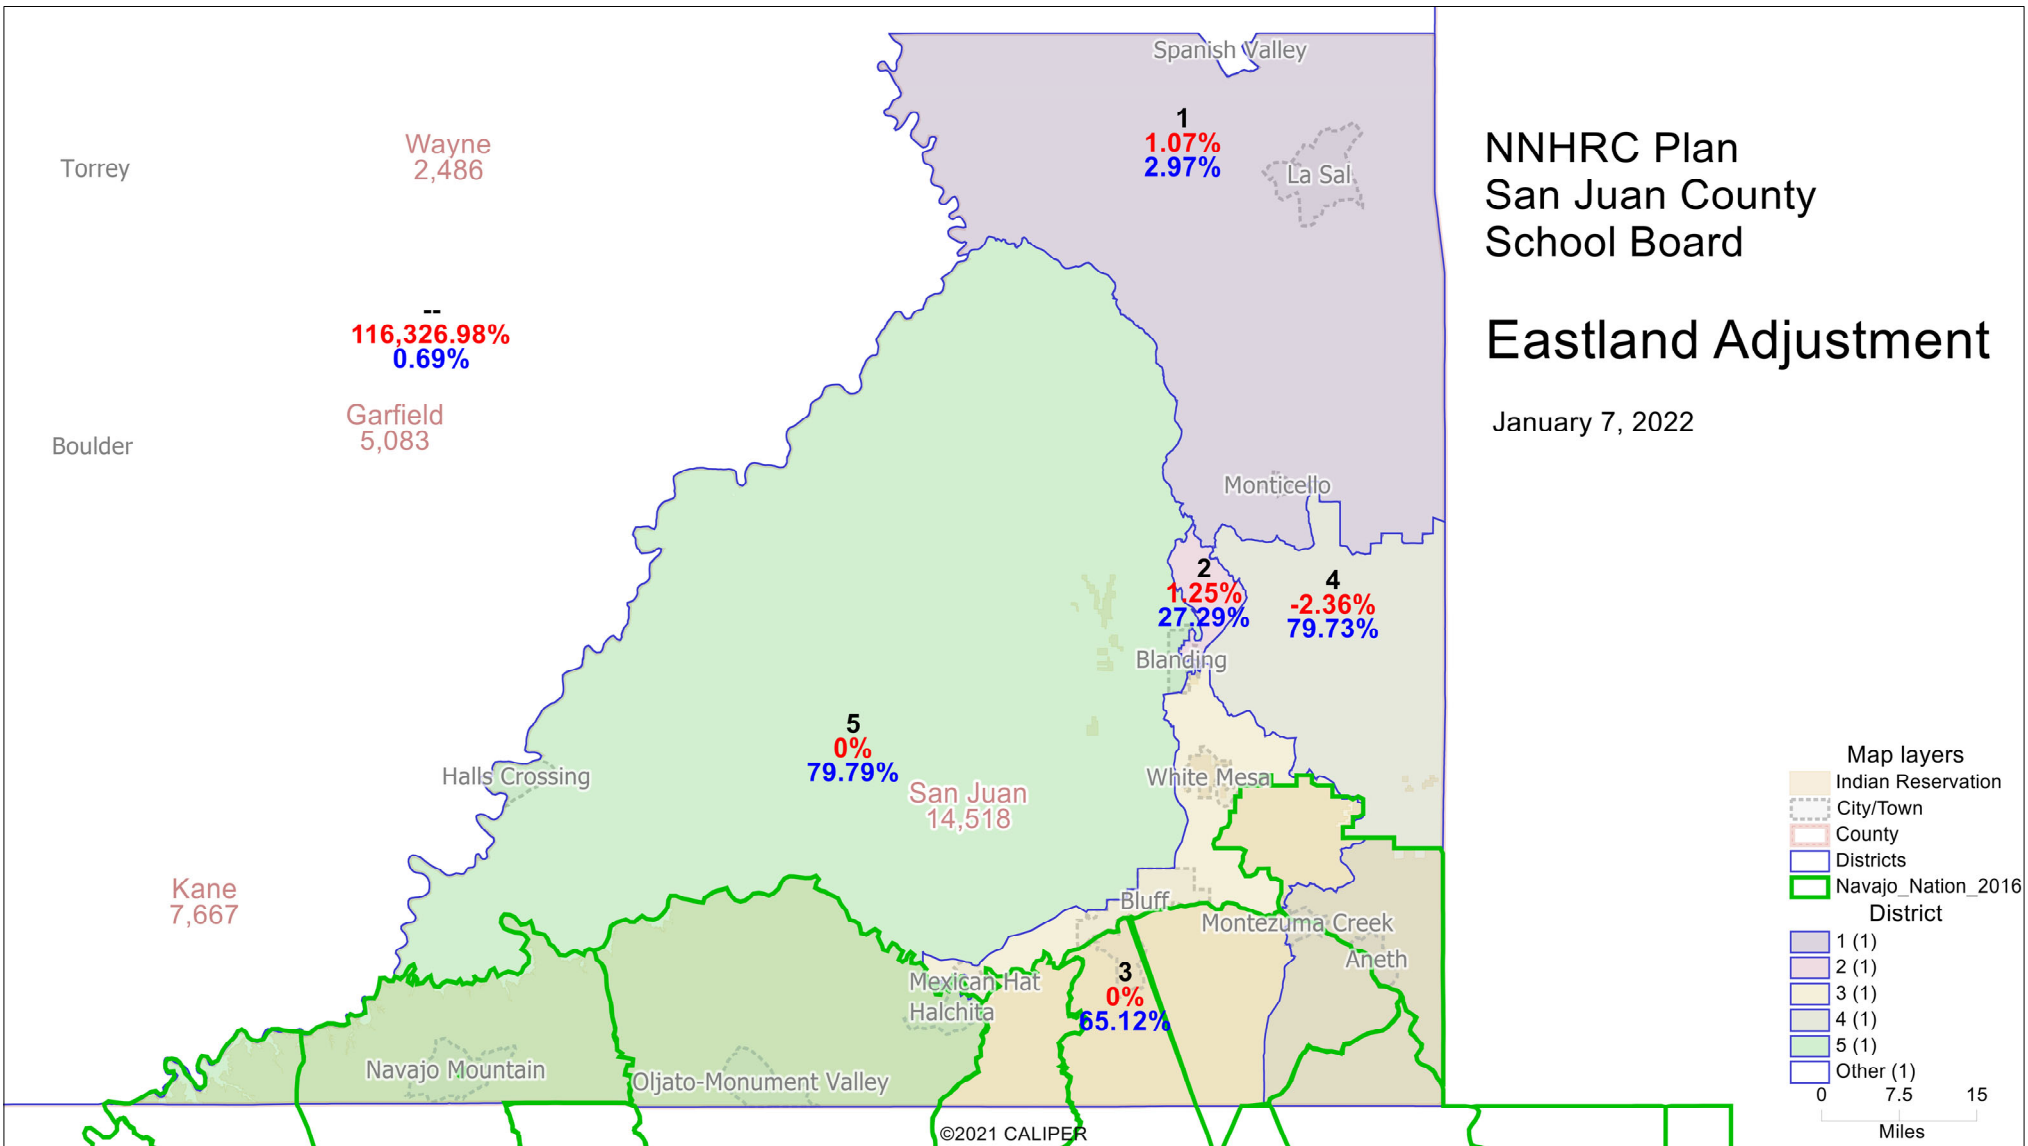 Spanish Valley
1
1.07%
2.97%
La Sal
NNHRC Plan
San Juan County
School Board
Eastland Adjustment
January 7, 2022
Torrey
Wayne
2,486
--
116,326.98%
0.69%
Garfield
5,083
Boulder
Monticello
2
1.25%
27.29%
4
-2.36%
79.73%
Blanding
5
0%
79.79%
Halls Crossing
San Juan
14,518
White Mesa
Kane
7,667
Bluff
Montezuma Creek
Aneth
Mexican Hat
Halchita
3
0%
65.12%
Navajo Mountain
Oljato-Monument Valley
©2021 CALIPER
Map layers
Indian Reservation
City/Town
County
Districts
Navajo_Nation_2016
District
1 (1)
2 (1)
3 (1)
4 (1)
5 (1)
Other (1)
0 7.5 15
Miles